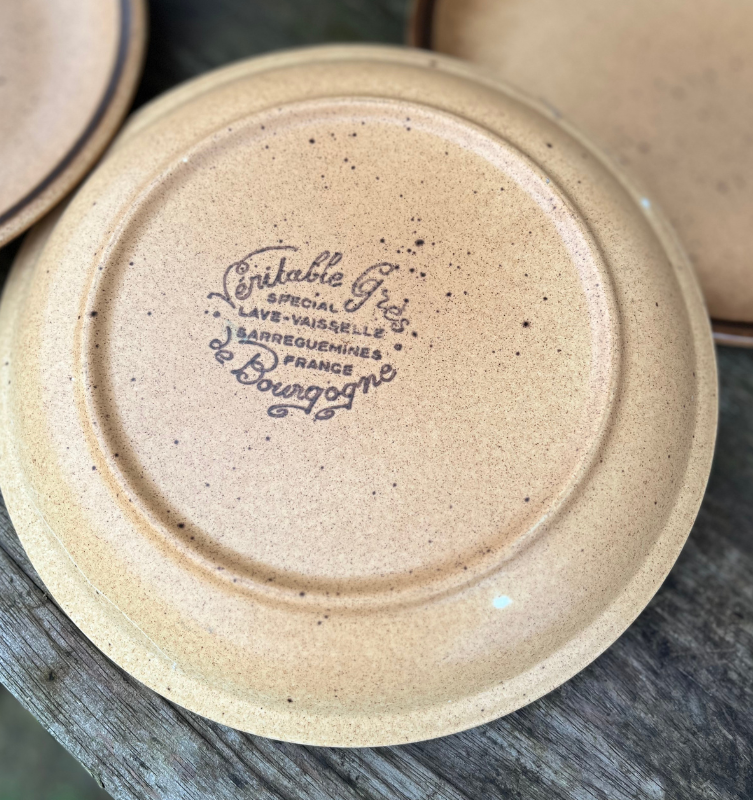 Véritable Grès
SPECIAL
LAVE-VAISSELLE
SARREGUEMINES
FRANCE
de Bourgogne